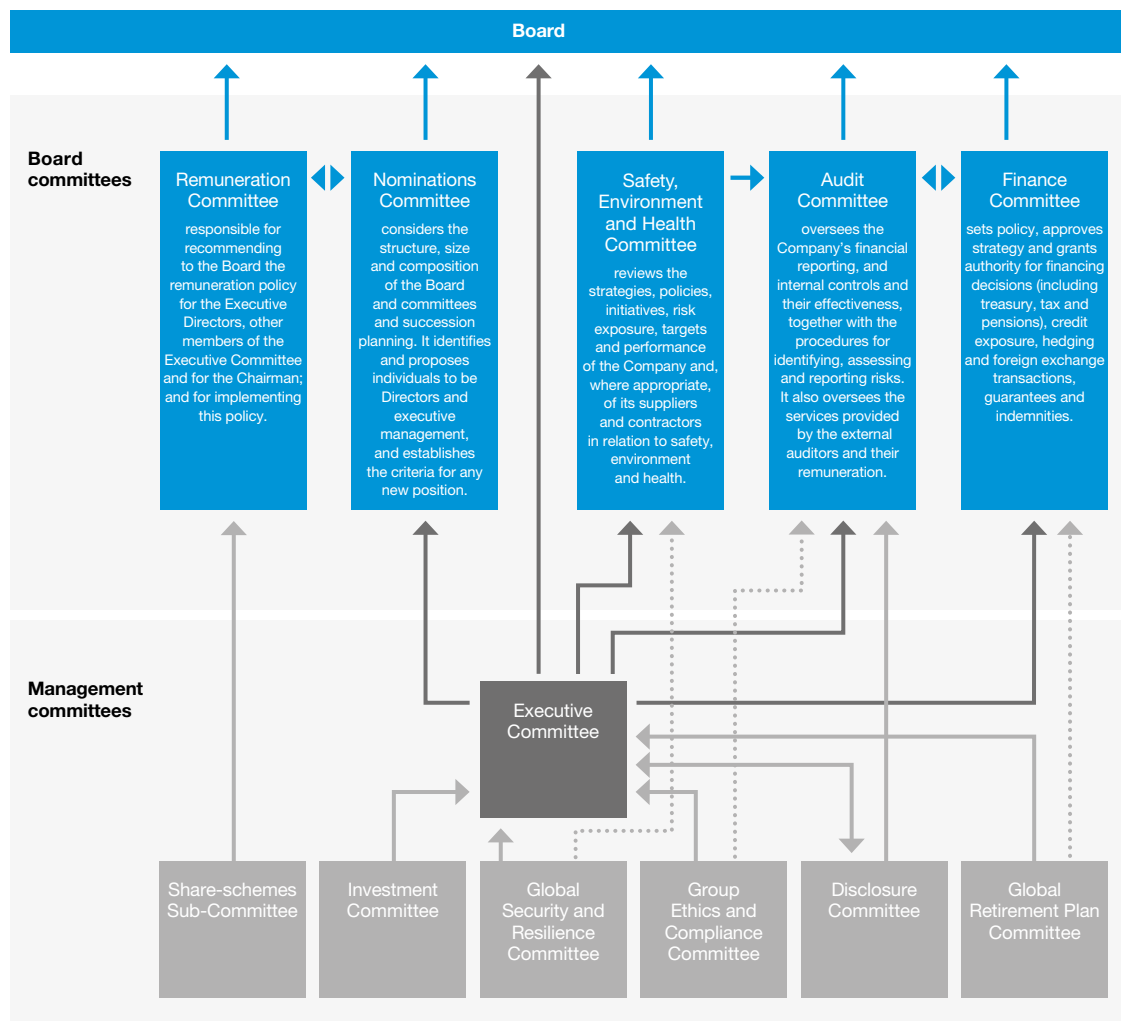 Board
Board
committees
Remuneration
Committee
responsible for
recommending
to the Board the
remuneration policy
for the Executive
Directors, other
members of the
Executive Committee
and for the Chairman;
and for implementing
this policy.
Nominations
Committee
considers the
structure, size
and composition
of the Board
and committees
and succession
planning. It identifies
and proposes
individuals to be
Directors and
executive
management,
and establishes
the criteria for any
new position.
Safety,
Environment
and Health
Committee
reviews the
strategies, policies,
initiatives, risk
exposure, targets
and performance
of the Company and,
where appropriate,
of its suppliers
and contractors
in relation to safety,
environment
and health.
Audit
Committee
oversees the
Company's financial
reporting, and
internal controls and
their effectiveness,
together with the
procedures for
identifying, assessing
and reporting risks.
It also oversees the
services provided
by the external
auditors and their
remuneration.
Finance
Committee
sets policy, approves
strategy and grants
authority for financing
decisions (including
treasury, tax and
pensions), credit
exposure, hedging
and foreign exchange
transactions,
guarantees and
indemnities.
Management
committees
Executive
Committee
Share-schemes
Sub-Committee
Investment
Committee
Global
Security and
Resilience
Committee
Group
Ethics and
Compliance
Committee
Disclosure
Committee
Global
Retirement Plan
Committee